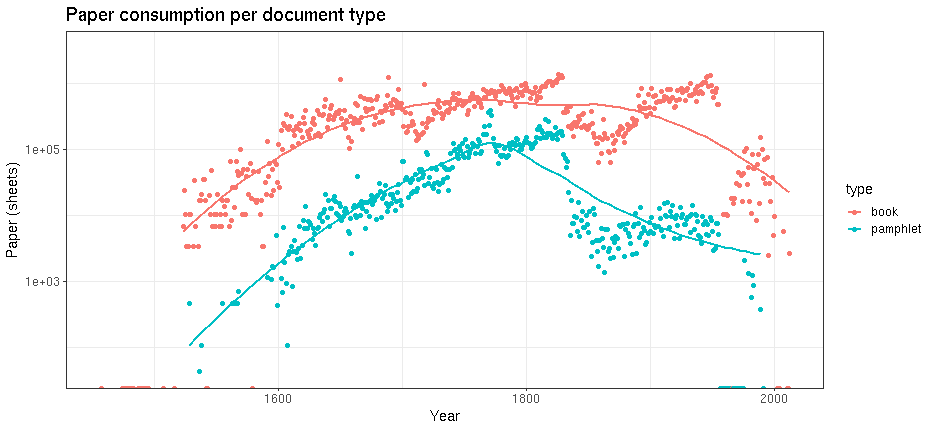 Paper consumption per document type
Paper (sheets)
1e+05
1e+03
1600
1800
2000
Year
type
book
pamphlet